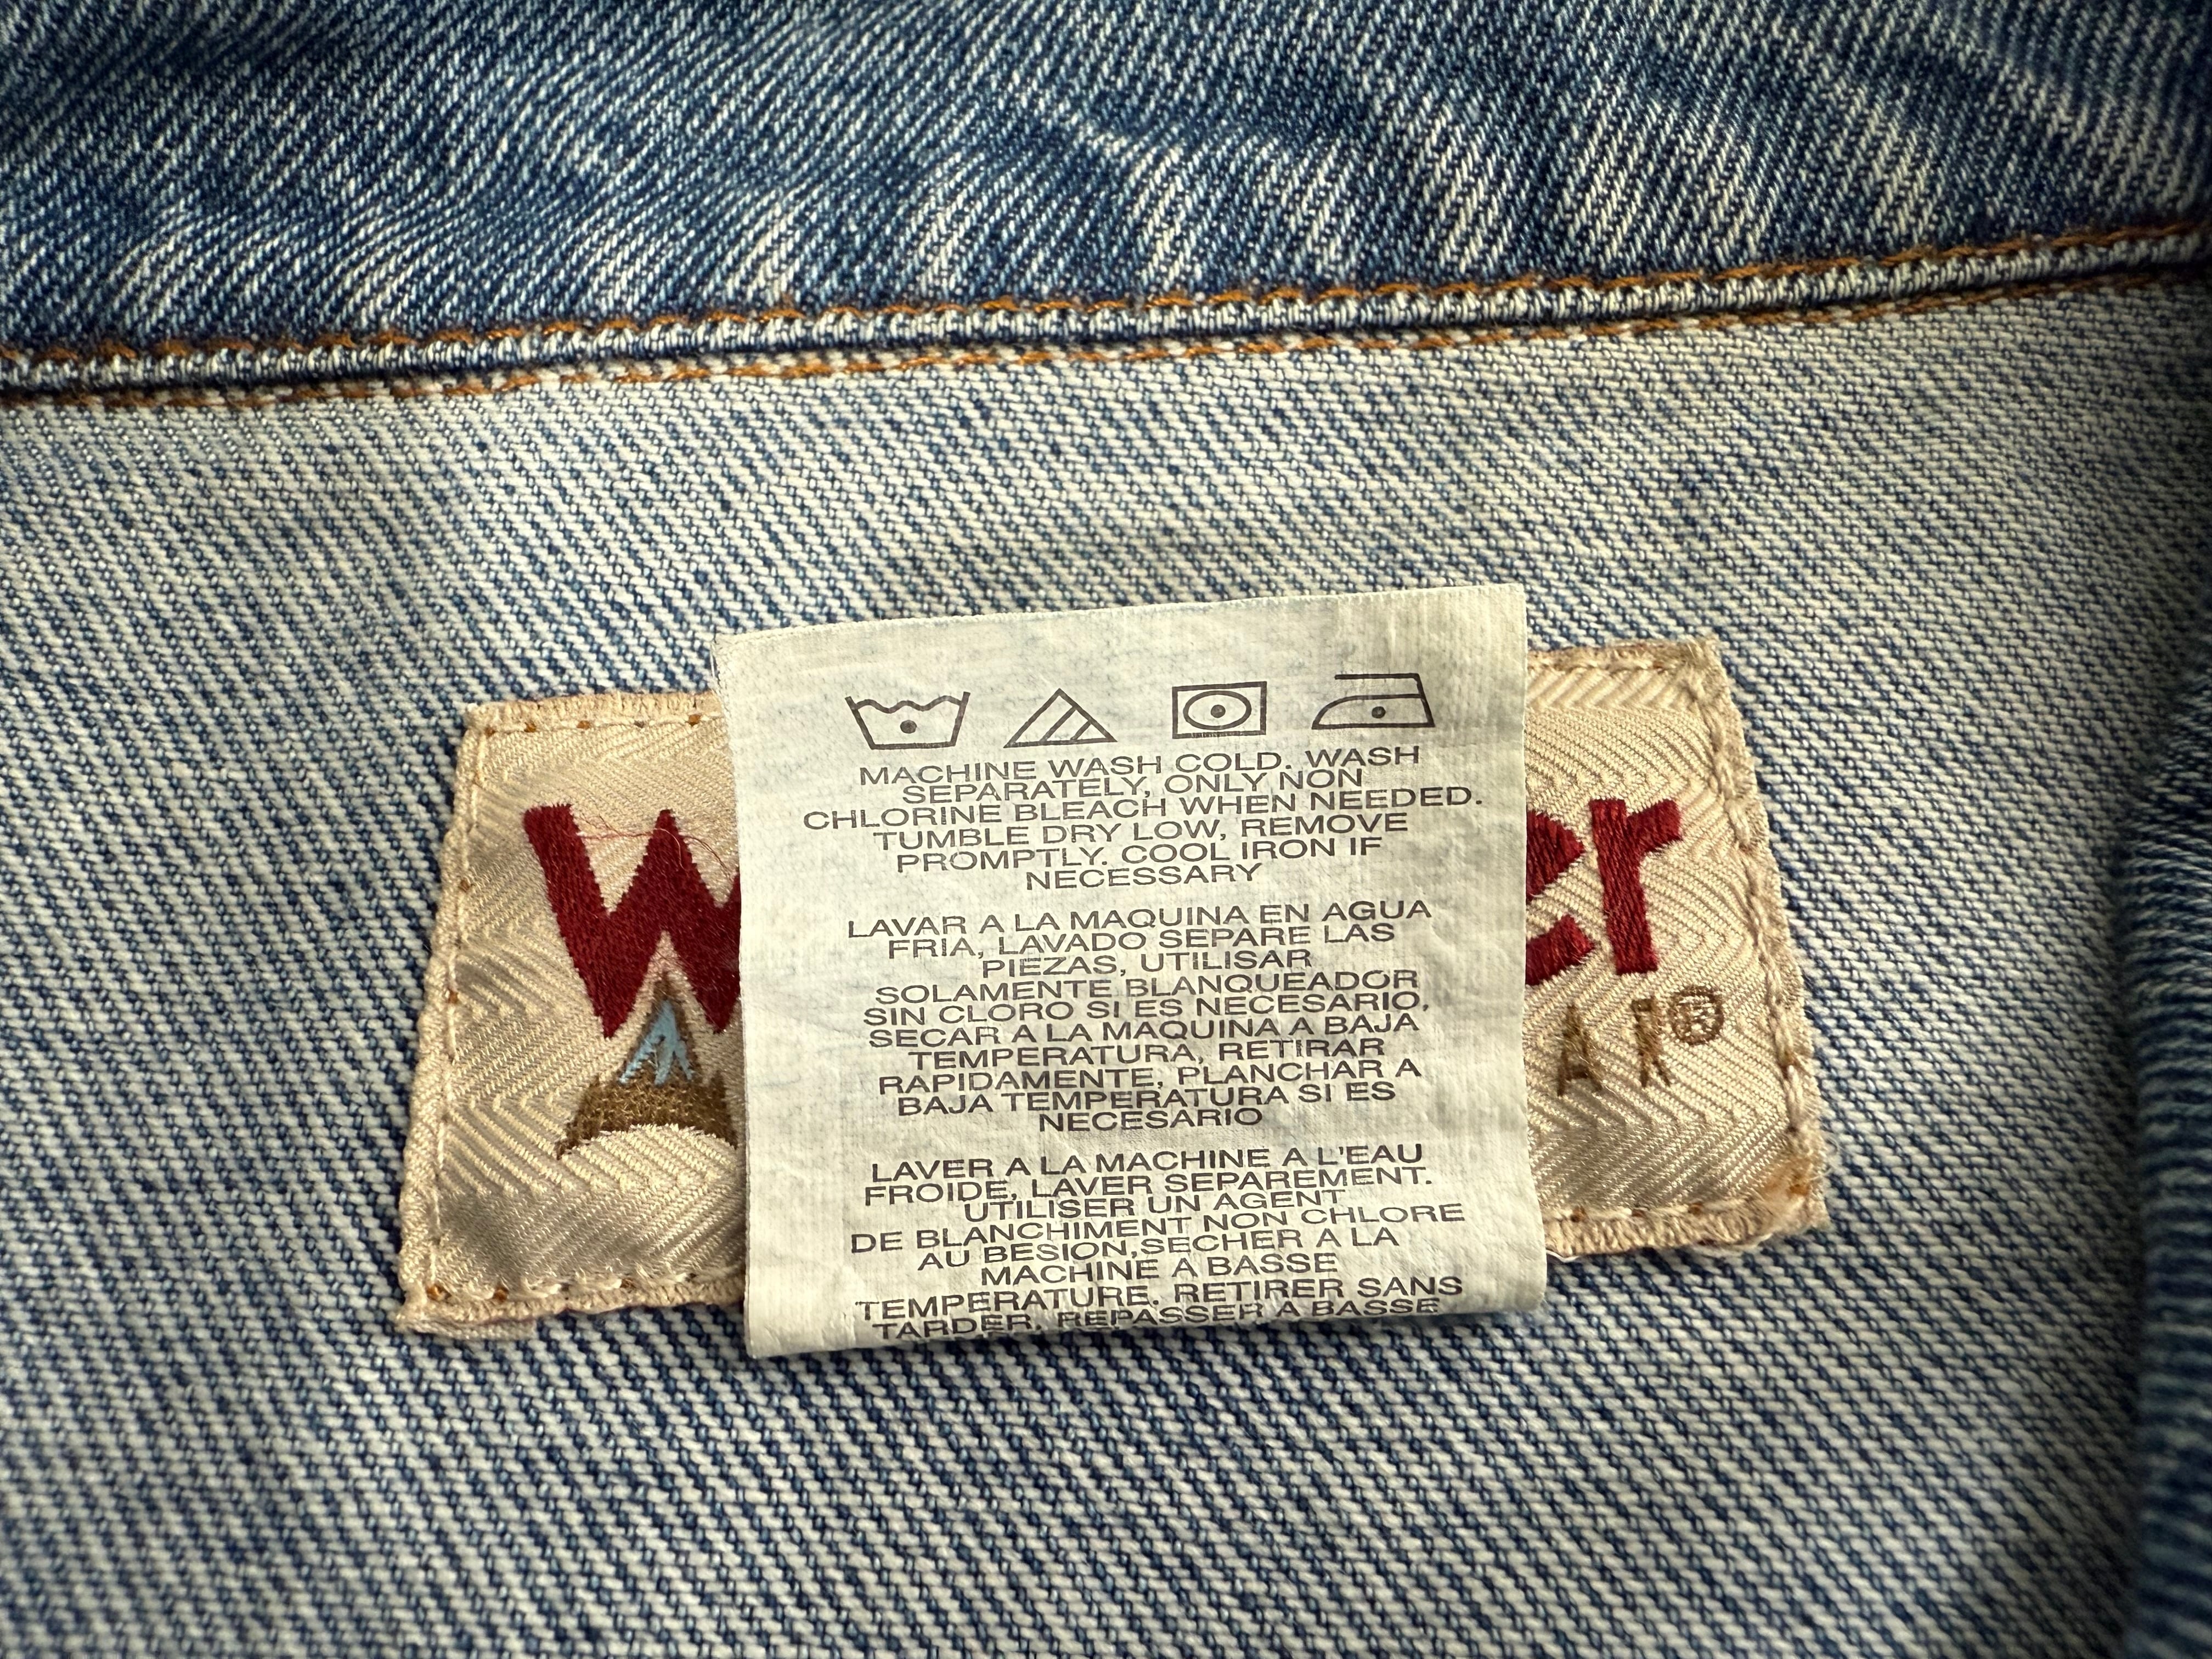 MACHINE WASH COLD. WASH
SEPARATELY, ONLY NON
CHLORINE BLEACH WHEN NEEDED.
TUMBLE DRY LOW, REMOVE
PROMPTLY. COOL IRON IF
NECESSARY
LAVAR A LA MAQUINA EN AGUA
FRIA, LAVADO SEPARE LAS
PIEZAS, UTILISAR
SOLAMENTE BLANQUEADOR
SIN CLORO SI ES NECESARIO,
SECAR A LA MAQUINA A BAJA
TEMPERATURA, RETIRAR
RAPIDAMENTE, PLANCHAR A
BAJA TEMPERATURA SI ES
NECESARIO
LAVER A LA MACHINE A L'EAU
FROIDE, LAVER SEPAREMENT.
UTILISER UN AGENT
DE BLANCHIMENT NON CHLORE
AU BESION,SECHER A LA
MACHINE A BASSE
TEMPERATURE. RETIRER SANS
TARDER. REPASSER A BASSE